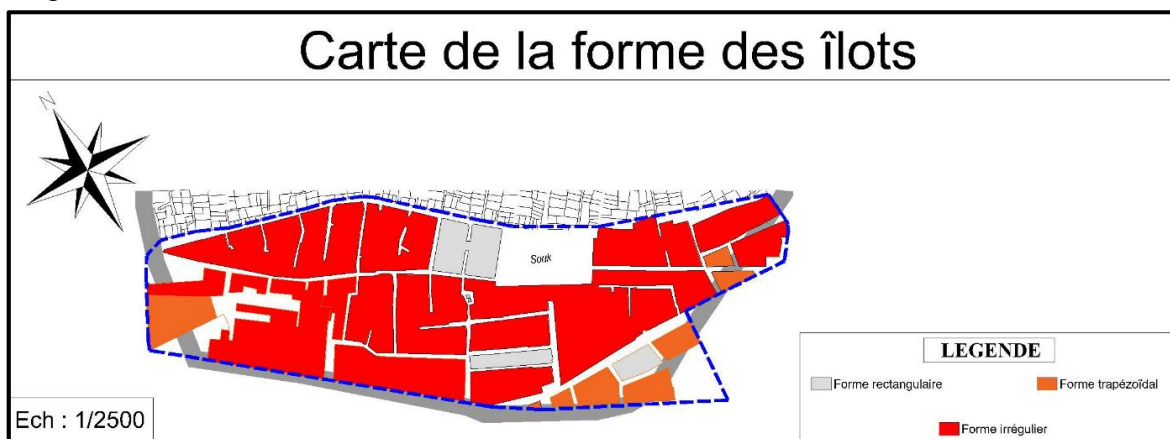 Carte de la forme des îlots
N
Souk
LEGENDE
Forme rectangulaire
Forme trapézoïdal
Forme irrégulier
Ech : 1/2500